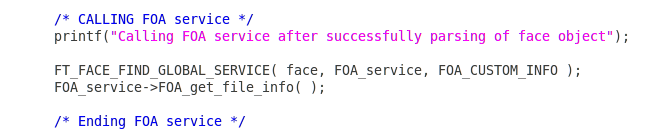 /* CALLING FOA service */
printf("Calling FOA service after successfully parsing of face object");
FT_FACE_FIND_GLOBAL_SERVICE( face, FOA_service, FOA_CUSTOM_INFO );
FOA_service->FOA_get_file_info( );
/* Ending FOA service */